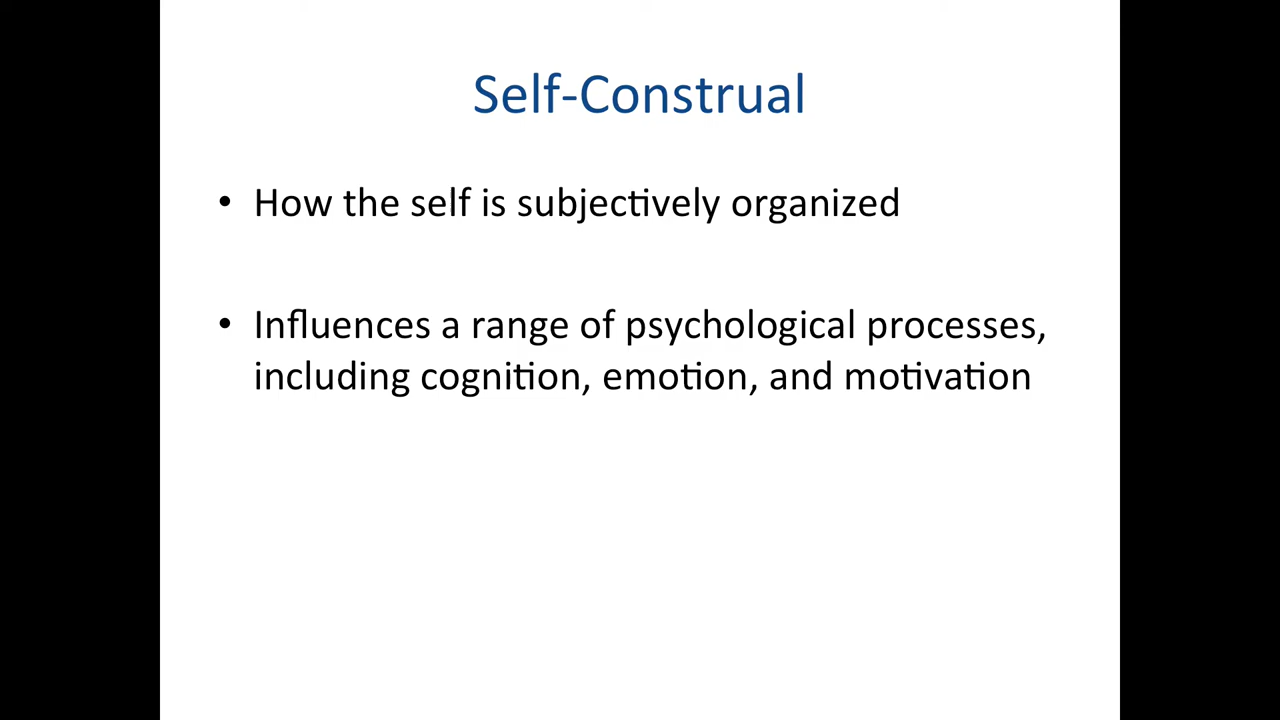 Self-Construal
• How the self is subjectively organized
• Influences a range of psychological processes,
including cognition, emotion, and motivation